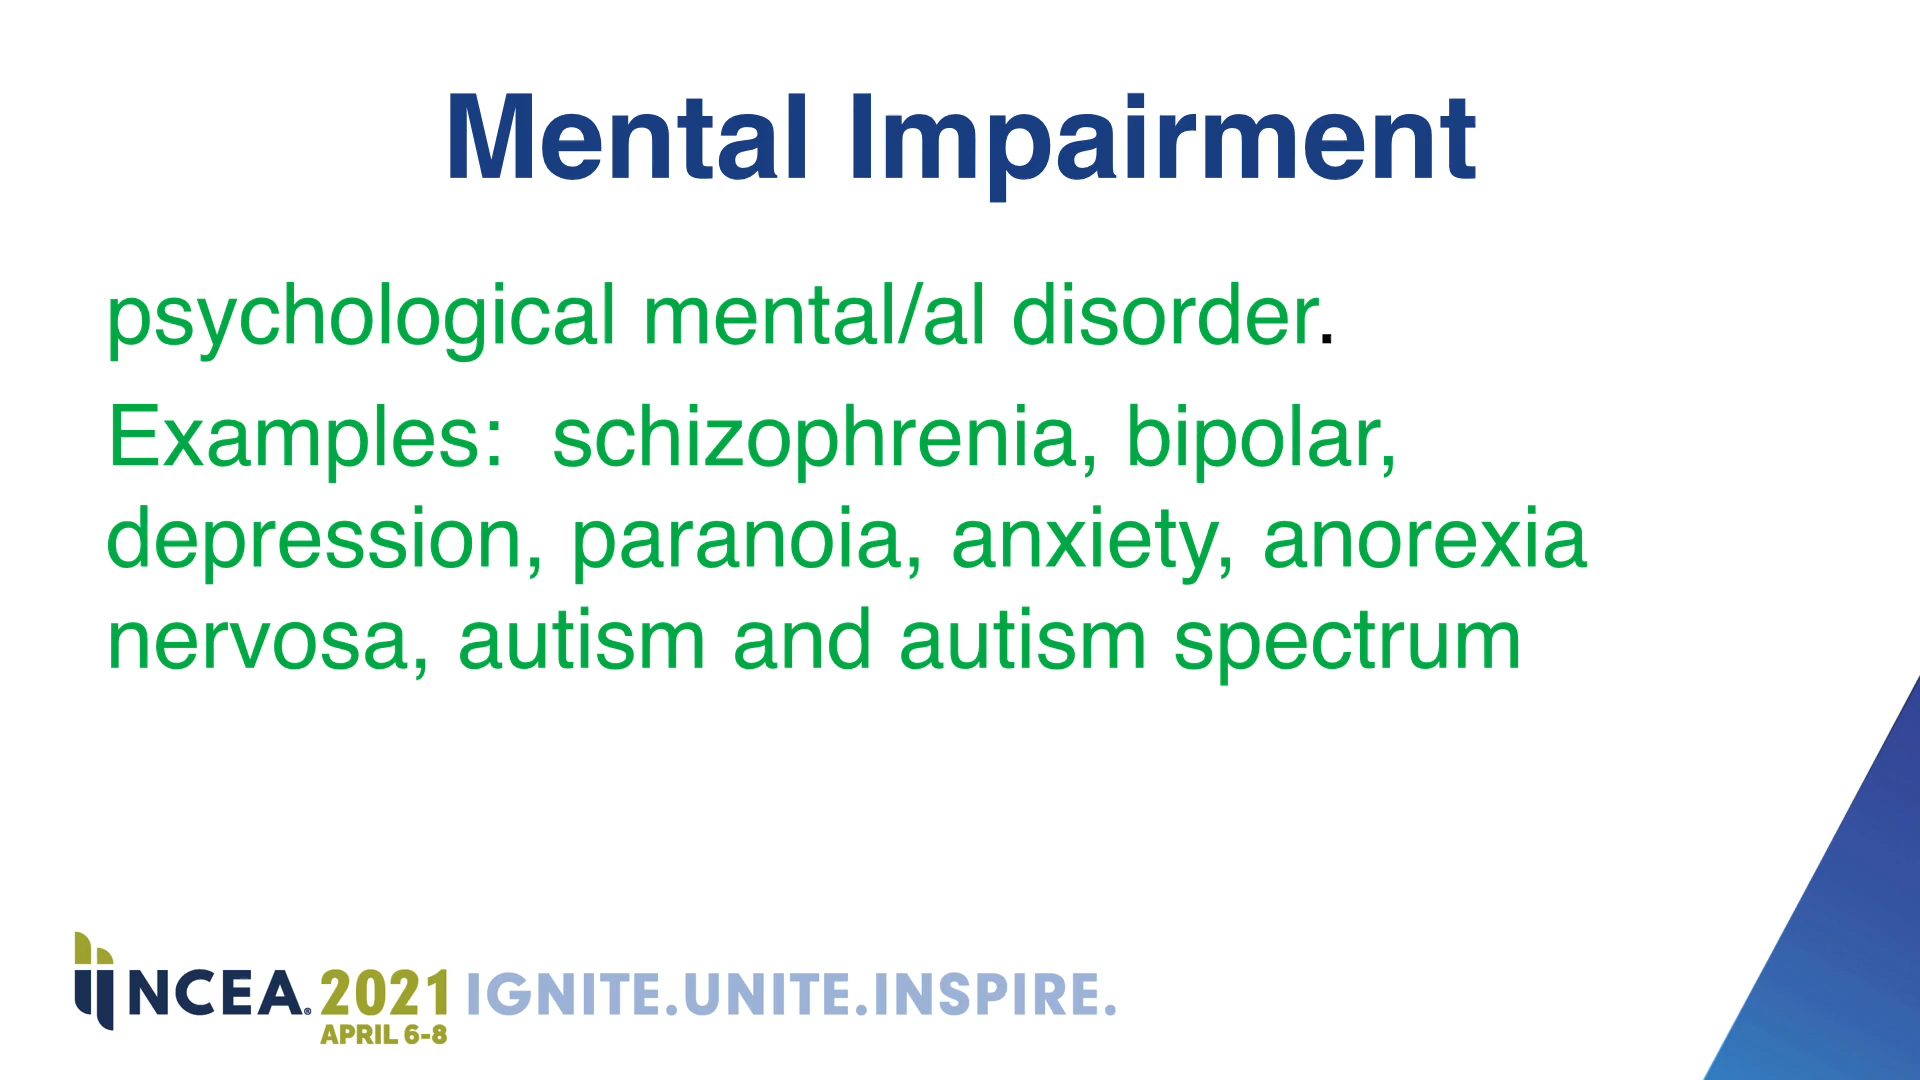 Mental Impairment
psychological mental/al disorder.
Examples:  schizophrenia, bipolar,
depression, paranoia, anxiety, anorexia
nervosa, autism and autism spectrum
NCEA® 2021 IGNITE.UNITE.INSPIRE.
APRIL 6-8